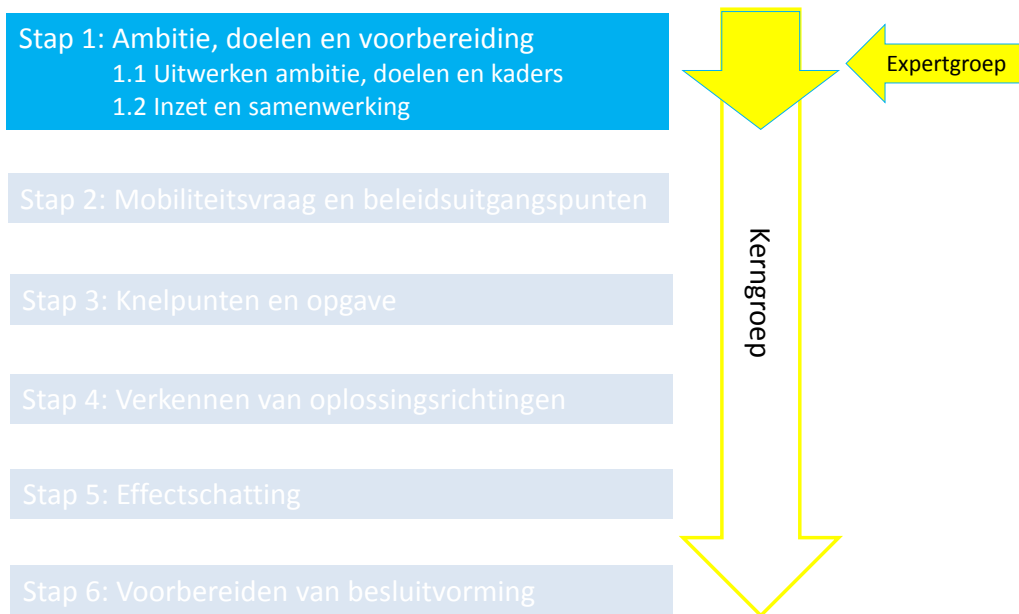 Stap 1: Ambitie, doelen en voorbereiding
1.1 Uitwerken ambitie, doelen en kaders
1.2 Inzet en samenwerking
Expertgroep
Stap 2: Mobiliteitsvraag en beleidsuitgangspunten
Kerngroep
Stap 3: Knelpunten en opgave
Stap 4: Verkennen van oplossingsrichtingen
Stap 5: Effectschatting
Stap 6: Voorbereiden van besluitvorming